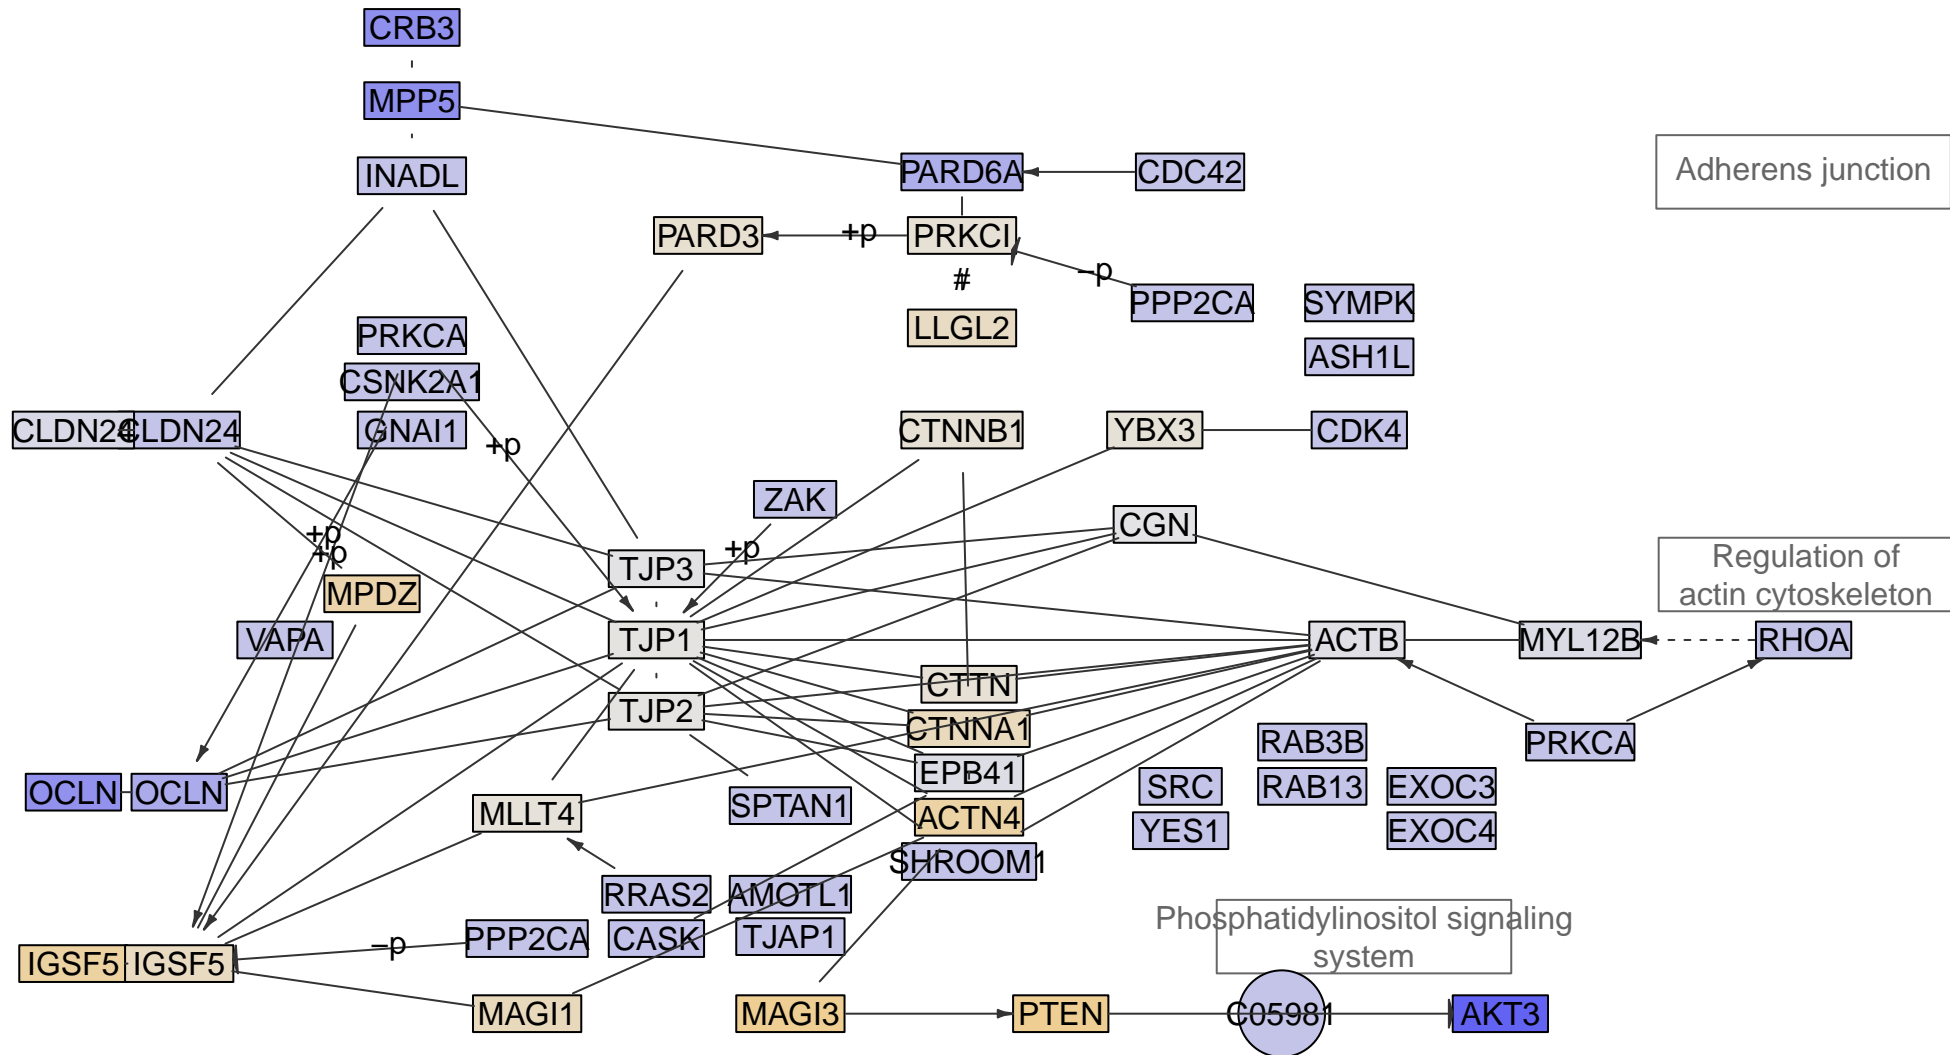 CRB3
MPP5
INADL
PARD6A
CDC42
Adherens junction
PARD3
+p
PRKCI
−p
#
PPP2CA
SYMPK
LLGL2
PRKCA
ASH1L
CSNK2A1
CLDN24
CLDN24
GNAI1
+p
CTNNB1
YBX3
CDK4
ZAK
CGN
+p
+p
+p
TJP3
MPDZ
Regulation of
actin cytoskeleton
VAPA
TJP1
ACTB
MYL12B
RHOA
CTTN
TJP2
CTNNA1
RAB3B
PRKCA
EPB41
OCLN
OCLN
SRC
RAB13
EXOC3
MLLT4
SPTAN1
ACTN4
YES1
EXOC4
SHROOM1
RRAS2
AMOTL1
Phosphatidylinositol signaling
system
PPP2CA
CASK
TJAP1
−p
IGSF5
IGSF5
MAGI1
MAGI3
PTEN
C05981
AKT3